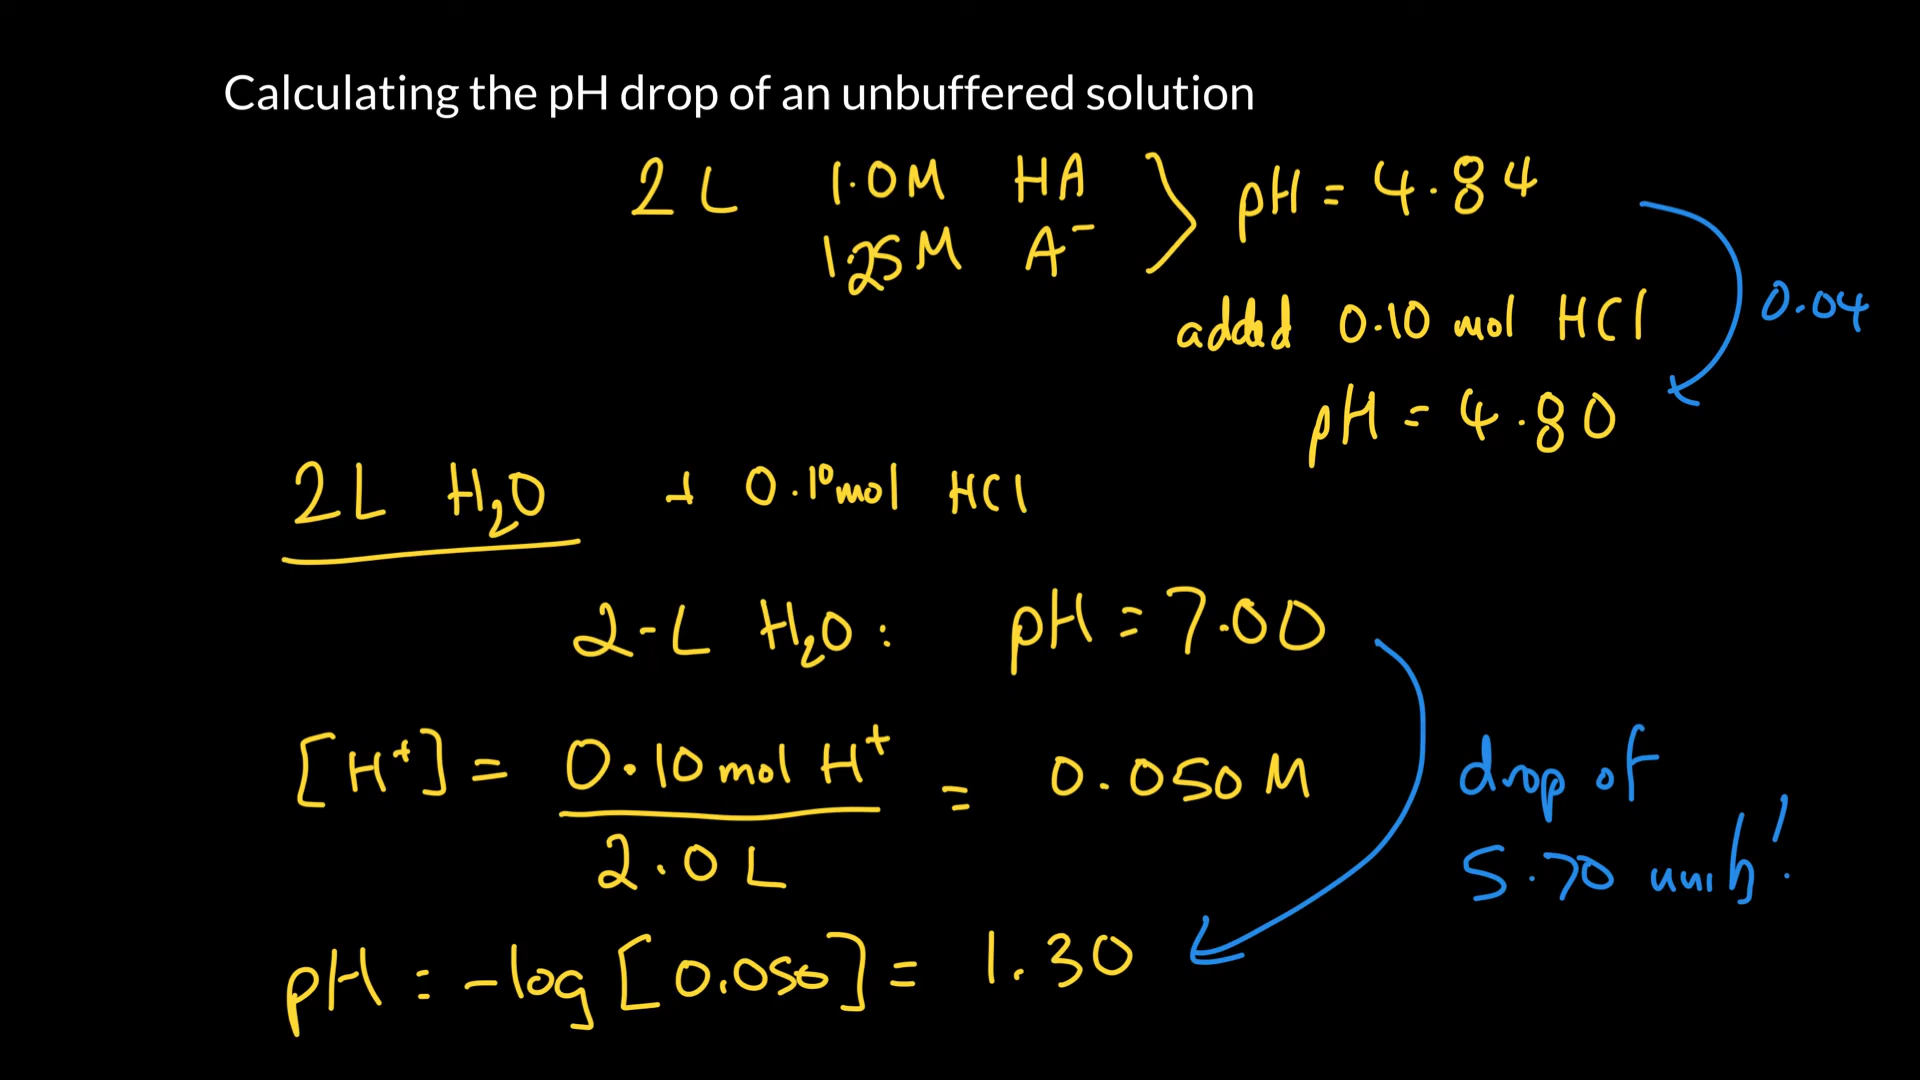 Calculating the pH drop of an unbuffered solution
2 L 1.0M HA pH = 4.84
1.25 M A⁻
added 0.10 mol HCl
0.04
pH = 4.80
2L H₂O + 0.10 mol HCl
2-L H₂O : pH = 7.00
[H⁺] = 0.10 mol H⁺ / 2.0 L = 0.050 M
drop of
5.70 units!
pH = -log [0.050] = 1.30